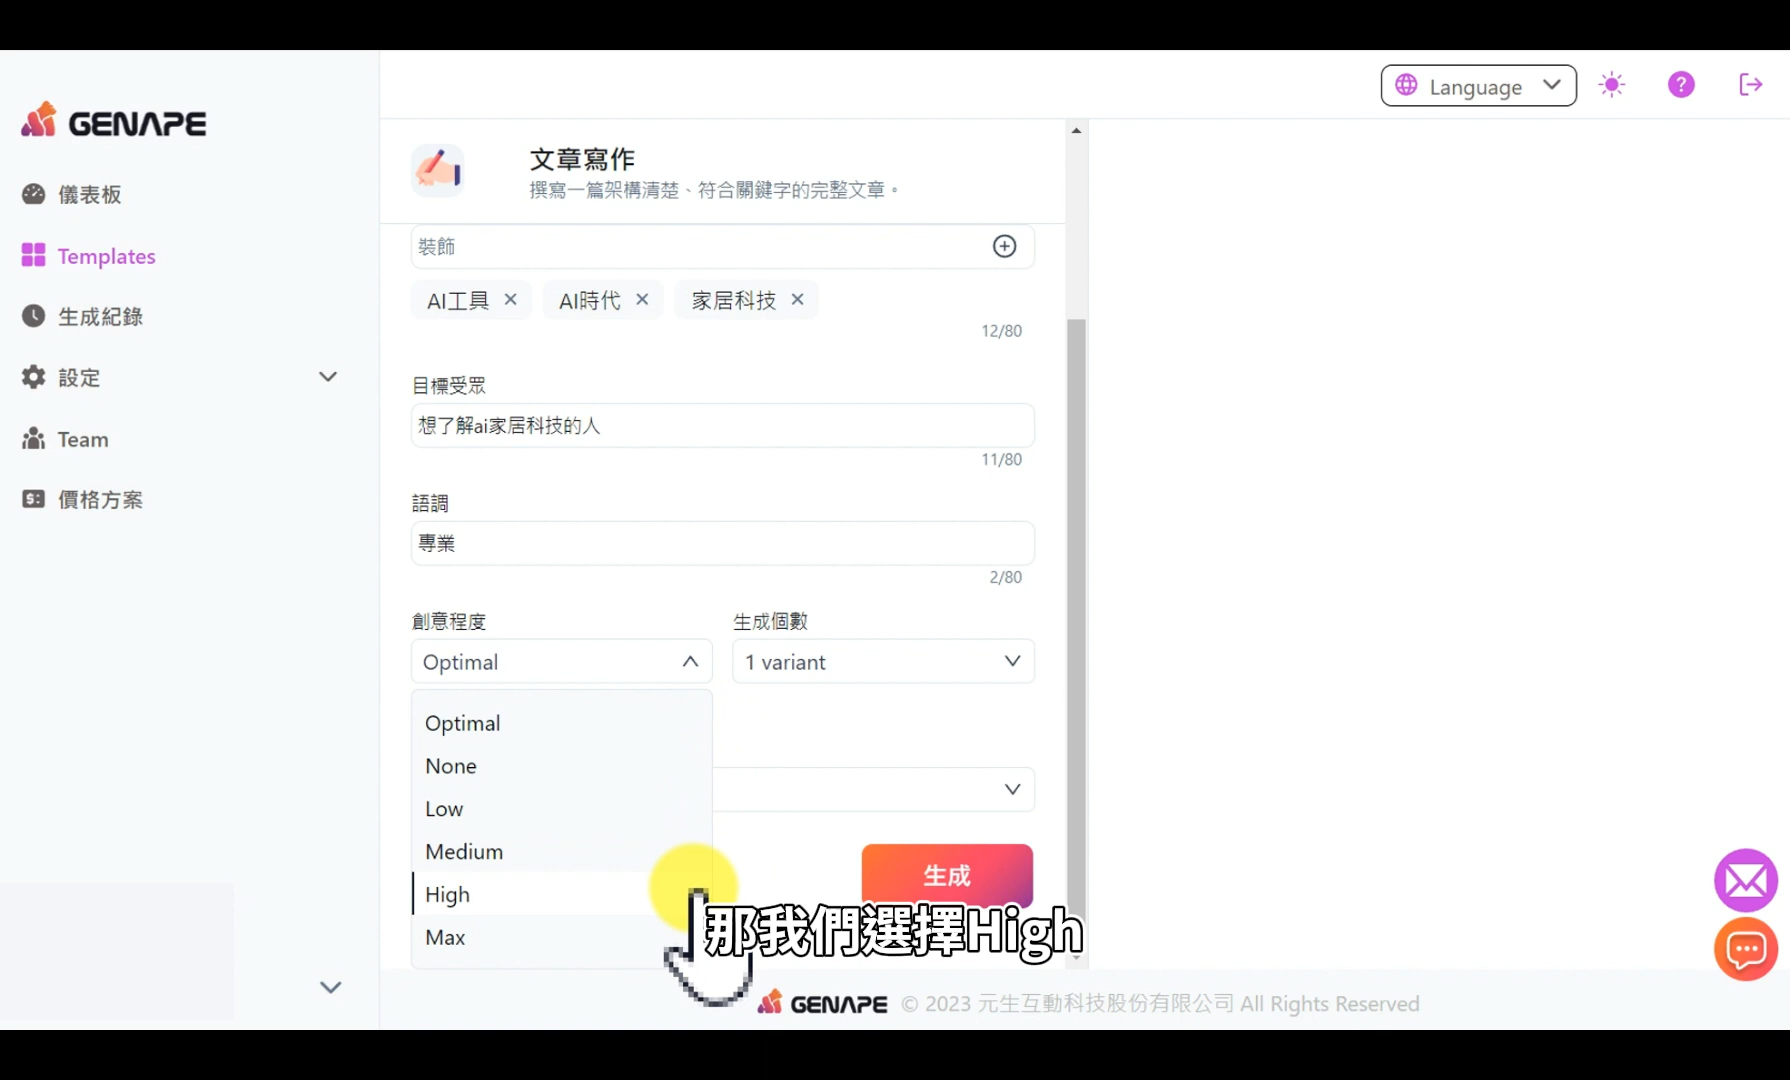 Language
GENAPE
儀表板
Templates
生成紀錄
設定
Team
價格方案
文章寫作
撰寫一篇架構清楚、符合關鍵字的完整文章。
裝飾
AI工具 × AI時代 × 家居科技 ×
12/80
目標受眾
想了解ai家居科技的人
11/80
語調
專業
2/80
創意程度 生成個數
Optimal 1 variant
Optimal
None
Low
Medium
High
Max
生成
那我們選擇High
GENAPE © 2023 元生互動科技股份有限公司 All Rights Reserved